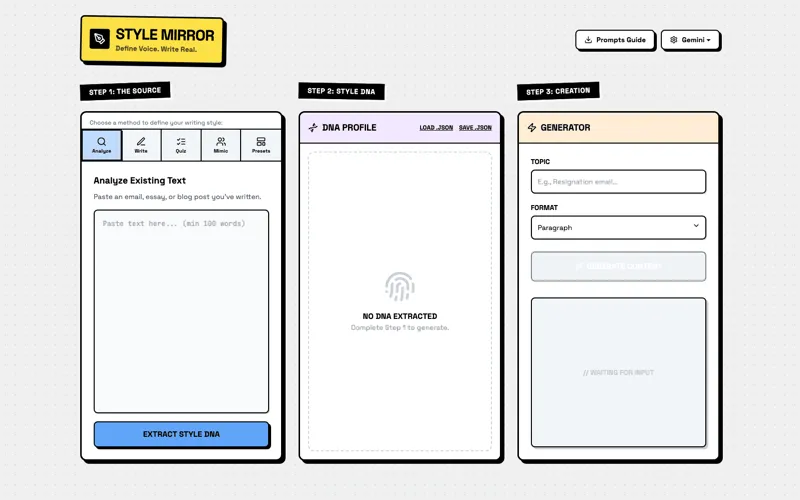 STYLE MIRROR
Define Voice. Write Real.
Prompts Guide
Gemini
STEP 1: THE SOURCE
Choose a method to define your writing style:
Analyze
Write
Quiz
Mimic
Presets
Analyze Existing Text
Paste an email, essay, or blog post you've written.
Paste text here... (min 100 words)
EXTRACT STYLE DNA
STEP 2: STYLE DNA
DNA PROFILE
LOAD .JSON
SAVE .JSON
NO DNA EXTRACTED
Complete Step 1 to generate.
STEP 3: CREATION
GENERATOR
TOPIC
E.g., Resignation email...
FORMAT
Paragraph
// GENERATE CONTENT
// WAITING FOR INPUT